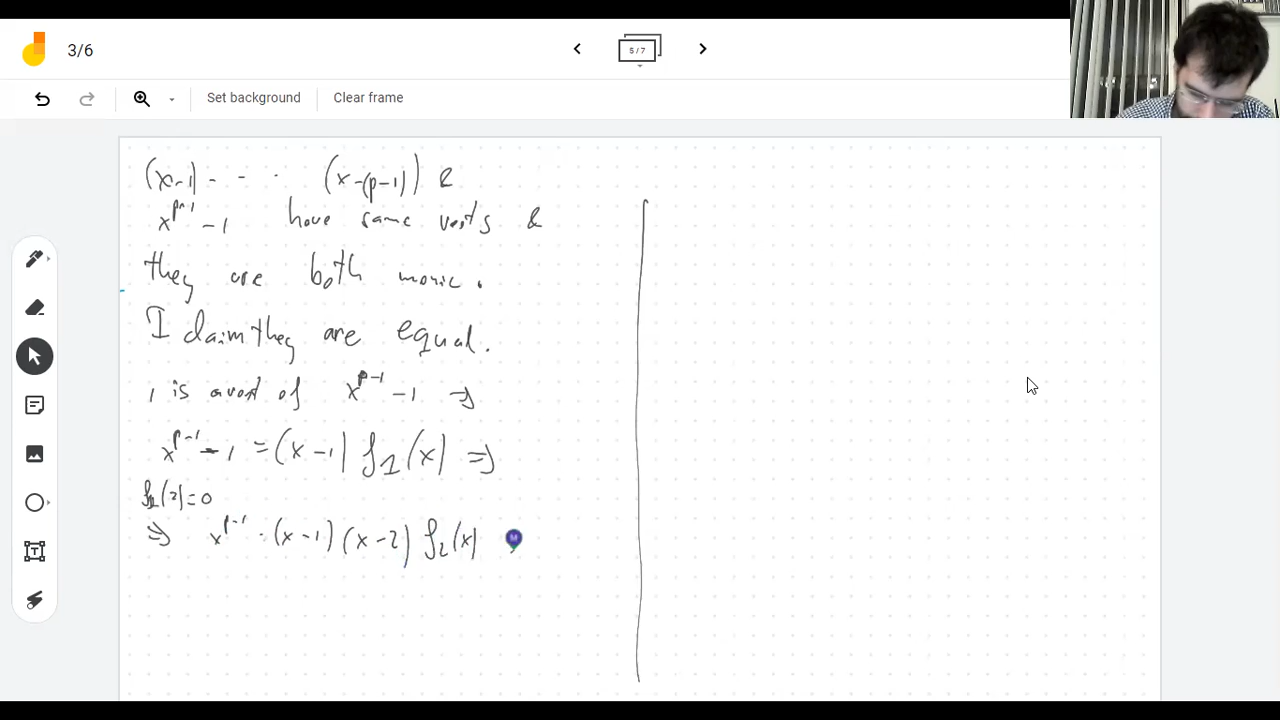 3/6
5 / 7
Set background
Clear frame
(x-1) - - · (x-(p-1)) &
x^{p-1} - 1 have same roots &
they are both monic.
I claim they are equal.
1 is a root of x^{p-1} - 1 ⇒
x^{p-1} - 1 = (x-1) f_1(x) ⇒
f_1(2) = 0
⇒ x^{p-1} · (x-1)(x-2) f_2(x)
M